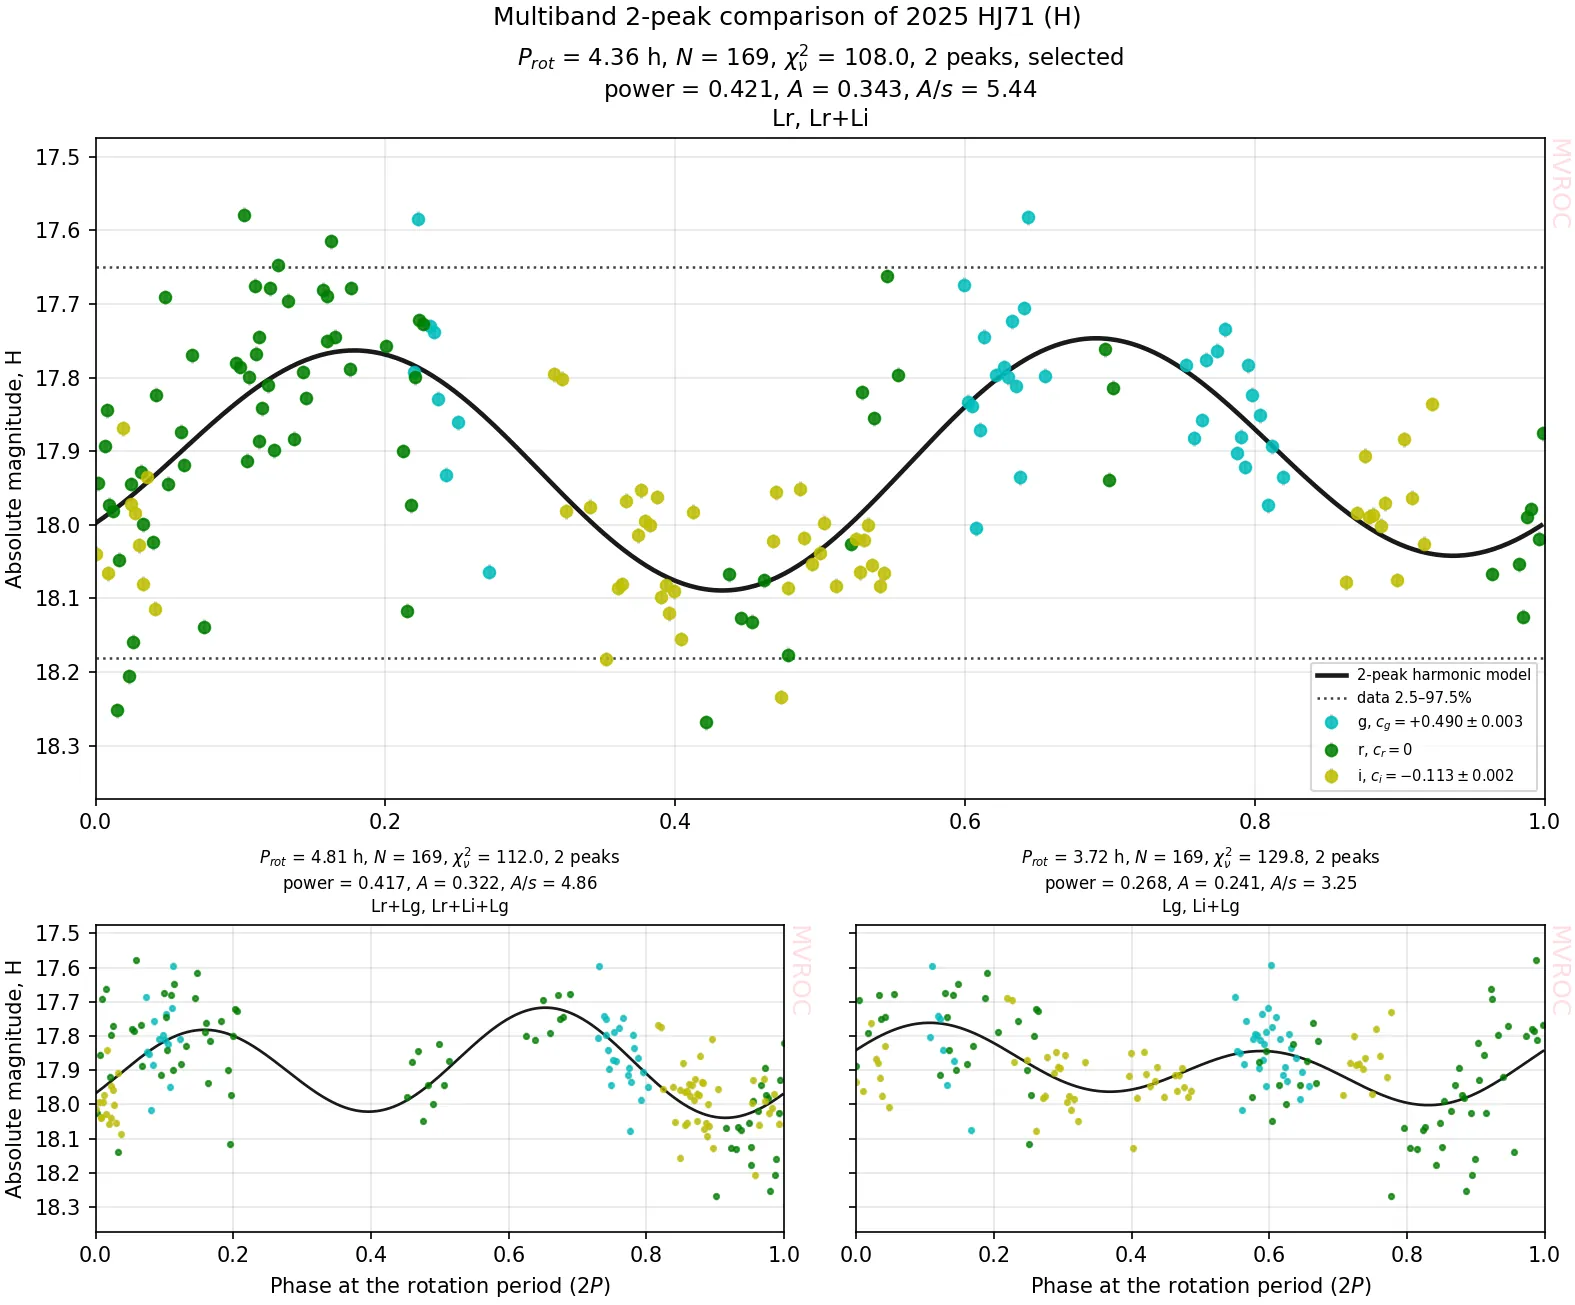 Multiband 2-peak comparison of 2025 HJ71 (H)
P_rot = 4.36 h, N = 169, χ²_ν = 108.0, 2 peaks, selected
power = 0.421, A = 0.343, A/s = 5.44
Lr, Lr+Li
17.5
17.6
17.7
17.8
17.9
18.0
18.1
18.2
18.3
Absolute magnitude, H
MVROC
2-peak harmonic model
data 2.5–97.5%
g, c_g = +0.490 ± 0.003
r, c_r = 0
i, c_i = −0.113 ± 0.002
0.0 0.2 0.4 0.6 0.8 1.0
P_rot = 4.81 h, N = 169, χ²_ν = 112.0, 2 peaks
power = 0.417, A = 0.322, A/s = 4.86
Lr+Lg, Lr+Li+Lg
17.5
17.6
17.7
17.8
17.9
18.0
18.1
18.2
18.3
Absolute magnitude, H
MVROC
0.0 0.2 0.4 0.6 0.8 1.0
Phase at the rotation period (2P)
P_rot = 3.72 h, N = 169, χ²_ν = 129.8, 2 peaks
power = 0.268, A = 0.241, A/s = 3.25
Lg, Li+Lg
MVROC
0.0 0.2 0.4 0.6 0.8 1.0
Phase at the rotation period (2P)